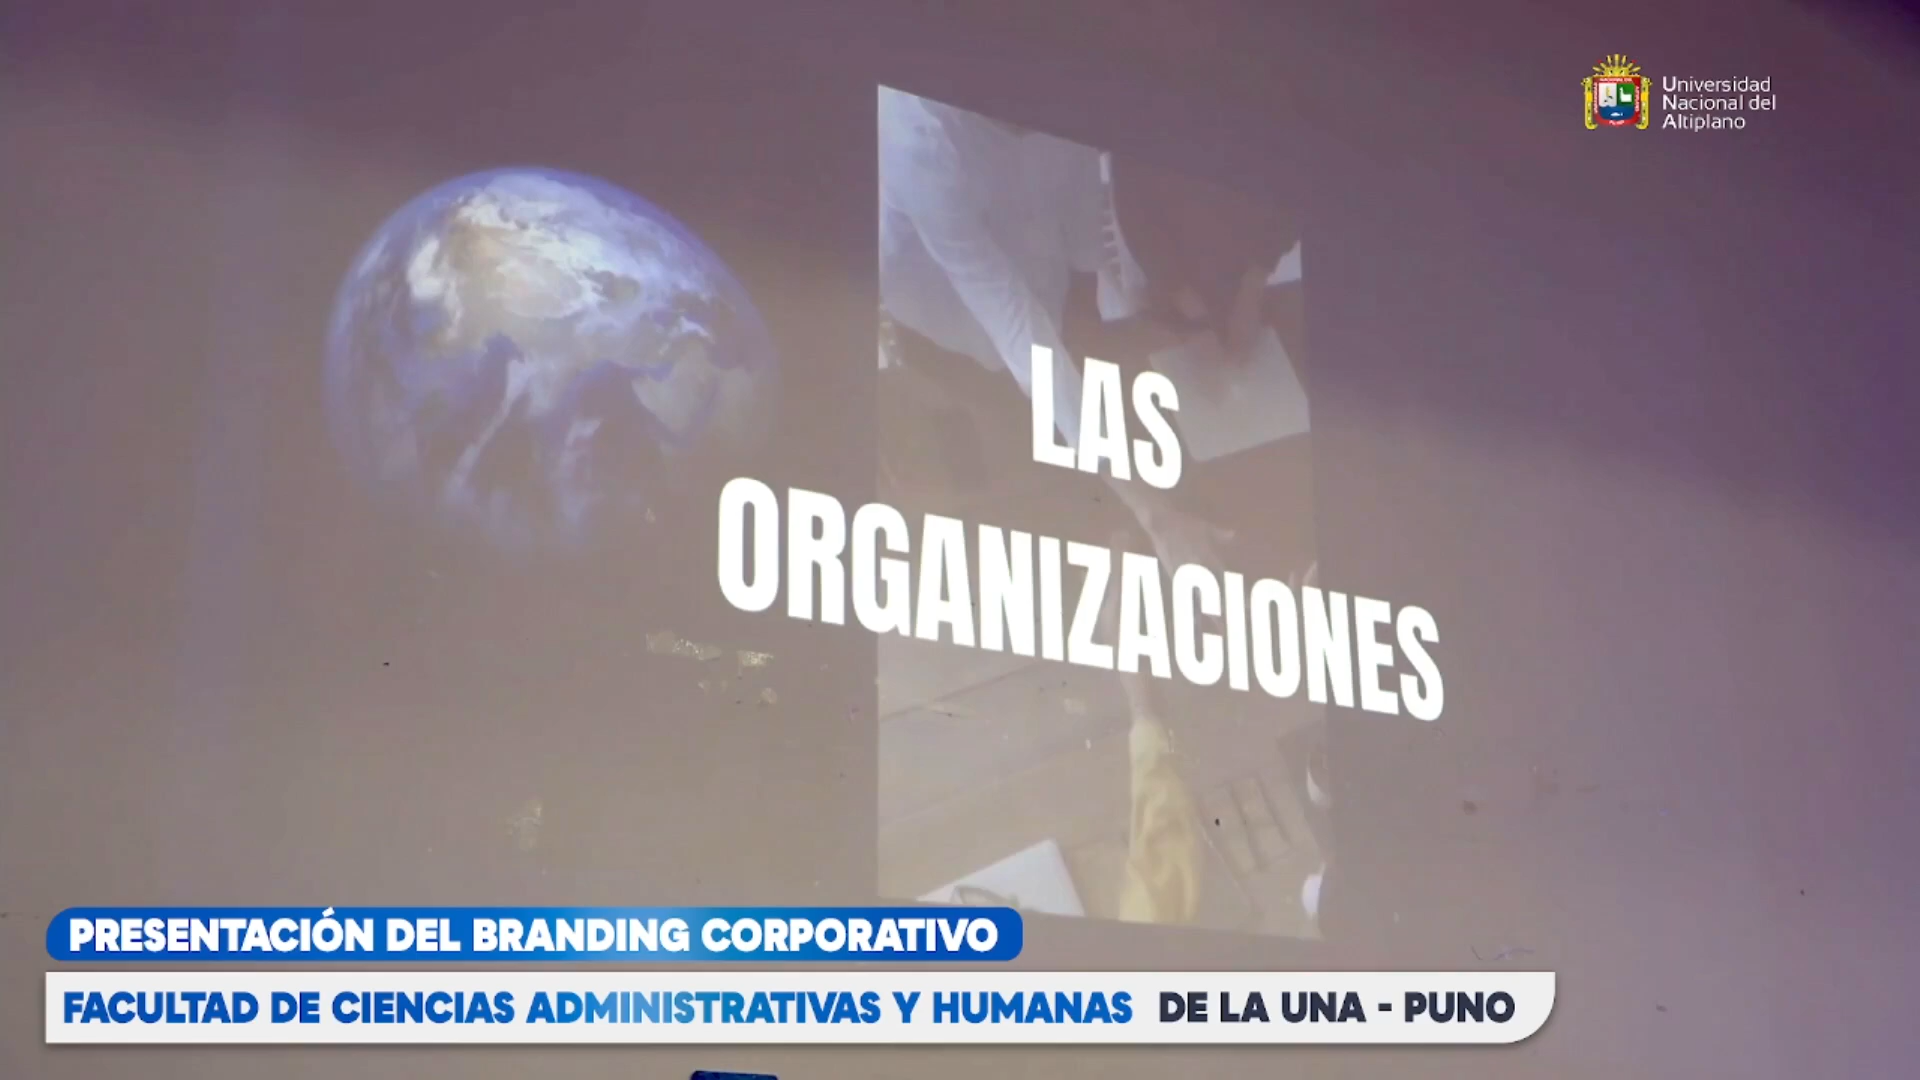 Universidad
Nacional del
Altiplano
LAS
ORGANIZACIONES
PRESENTACIÓN DEL BRANDING CORPORATIVO
FACULTAD DE CIENCIAS ADMINISTRATIVAS Y HUMANAS DE LA UNA - PUNO